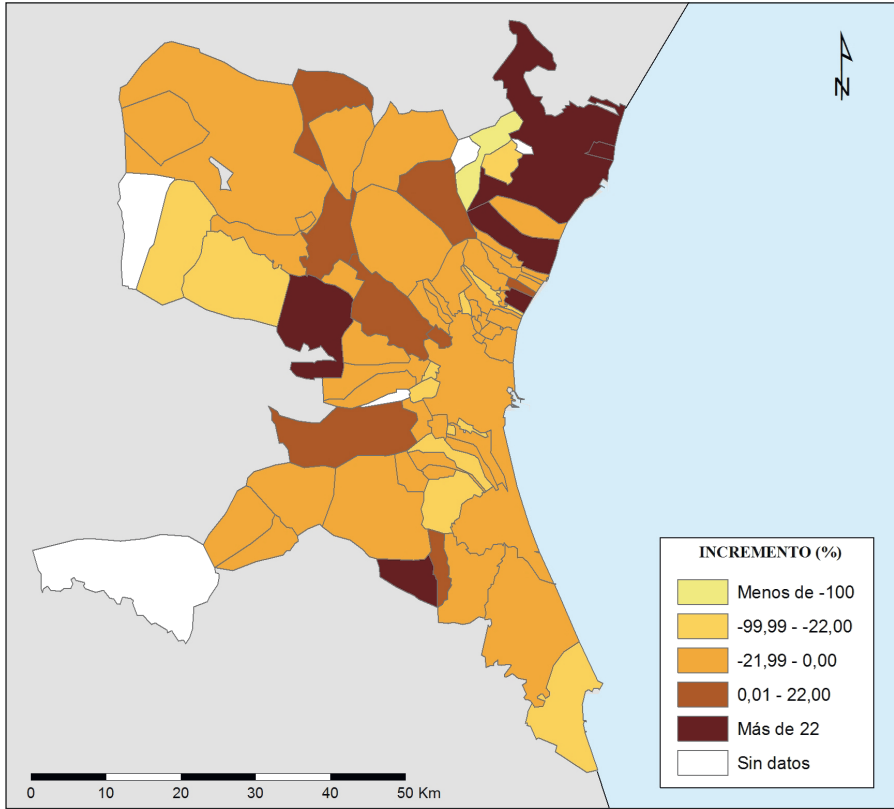 N
INCREMENTO (%)
Menos de -100
-99,99 - -22,00
-21,99 - 0,00
0,01 - 22,00
Más de 22
Sin datos
0 10 20 30 40 50 Km